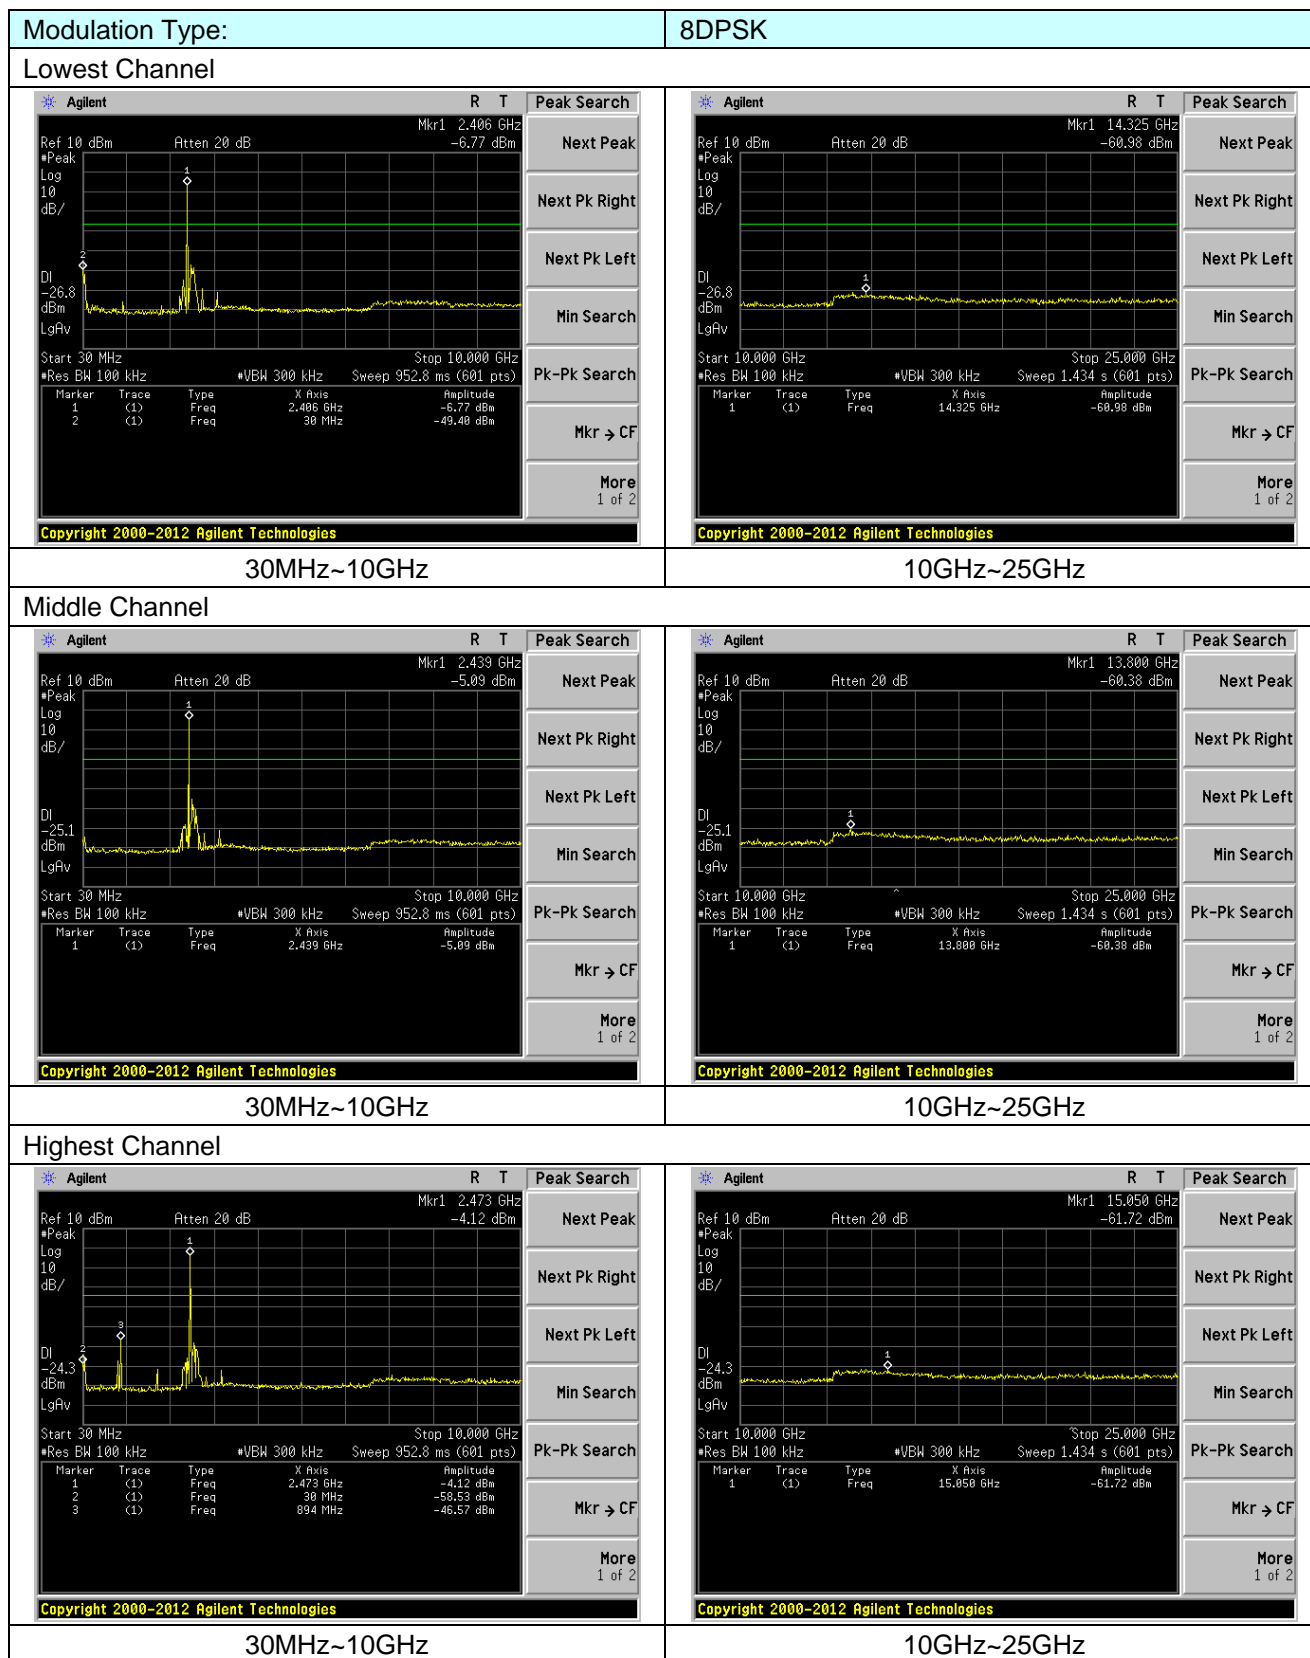 Modulation Type: 8DPSK
Lowest Channel
Agilent R T Peak Search
Mkr1 2.406 GHz
Ref 10 dBm Atten 20 dB -6.77 dBm
#Peak
Log
10
dB/
1
2
DI
-26.8
dBm
LgAv
Start 30 MHz Stop 10.000 GHz
#Res BW 100 kHz #VBW 300 kHz Sweep 952.8 ms (601 pts)
Marker Trace Type X Axis Amplitude
1 (1) Freq 2.406 GHz -6.77 dBm
2 (1) Freq 30 MHz -49.40 dBm
Next Peak
Next Pk Right
Next Pk Left
Min Search
Pk-Pk Search
Mkr → CF
More
1 of 2
Copyright 2000-2012 Agilent Technologies
Agilent R T Peak Search
Mkr1 14.325 GHz
Ref 10 dBm Atten 20 dB -60.98 dBm
#Peak
Log
10
dB/
1
DI
-26.8
dBm
LgAv
Start 10.000 GHz Stop 25.000 GHz
#Res BW 100 kHz #VBW 300 kHz Sweep 1.434 s (601 pts)
Marker Trace Type X Axis Amplitude
1 (1) Freq 14.325 GHz -60.98 dBm
Next Peak
Next Pk Right
Next Pk Left
Min Search
Pk-Pk Search
Mkr → CF
More
1 of 2
Copyright 2000-2012 Agilent Technologies
30MHz~10GHz 10GHz~25GHz
Middle Channel
Agilent R T Peak Search
Mkr1 2.439 GHz
Ref 10 dBm Atten 20 dB -5.09 dBm
#Peak
Log
10
dB/
1
DI
-25.1
dBm
LgAv
Start 30 MHz Stop 10.000 GHz
#Res BW 100 kHz #VBW 300 kHz Sweep 952.8 ms (601 pts)
Marker Trace Type X Axis Amplitude
1 (1) Freq 2.439 GHz -5.09 dBm
Next Peak
Next Pk Right
Next Pk Left
Min Search
Pk-Pk Search
Mkr → CF
More
1 of 2
Copyright 2000-2012 Agilent Technologies
Agilent R T Peak Search
Mkr1 13.800 GHz
Ref 10 dBm Atten 20 dB -60.38 dBm
#Peak
Log
10
dB/
1
DI
-25.1
dBm
LgAv
Start 10.000 GHz ^ Stop 25.000 GHz
#Res BW 100 kHz #VBW 300 kHz Sweep 1.434 s (601 pts)
Marker Trace Type X Axis Amplitude
1 (1) Freq 13.800 GHz -60.38 dBm
Next Peak
Next Pk Right
Next Pk Left
Min Search
Pk-Pk Search
Mkr → CF
More
1 of 2
Copyright 2000-2012 Agilent Technologies
30MHz~10GHz 10GHz~25GHz
Highest Channel
Agilent R T Peak Search
Mkr1 2.473 GHz
Ref 10 dBm Atten 20 dB -4.12 dBm
#Peak
Log
10
dB/
1
3
2
DI
-24.3
dBm
LgAv
Start 30 MHz Stop 10.000 GHz
#Res BW 100 kHz #VBW 300 kHz Sweep 952.8 ms (601 pts)
Marker Trace Type X Axis Amplitude
1 (1) Freq 2.473 GHz -4.12 dBm
2 (1) Freq 30 MHz -58.53 dBm
3 (1) Freq 894 MHz -46.57 dBm
Next Peak
Next Pk Right
Next Pk Left
Min Search
Pk-Pk Search
Mkr → CF
More
1 of 2
Copyright 2000-2012 Agilent Technologies
Agilent R T Peak Search
Mkr1 15.050 GHz
Ref 10 dBm Atten 20 dB -61.72 dBm
#Peak
Log
10
dB/
1
DI
-24.3
dBm
LgAv
Start 10.000 GHz ^Stop 25.000 GHz
#Res BW 100 kHz #VBW 300 kHz Sweep 1.434 s (601 pts)
Marker Trace Type X Axis Amplitude
1 (1) Freq 15.050 GHz -61.72 dBm
Next Peak
Next Pk Right
Next Pk Left
Min Search
Pk-Pk Search
Mkr → CF
More
1 of 2
Copyright 2000-2012 Agilent Technologies
30MHz~10GHz 10GHz~25GHz